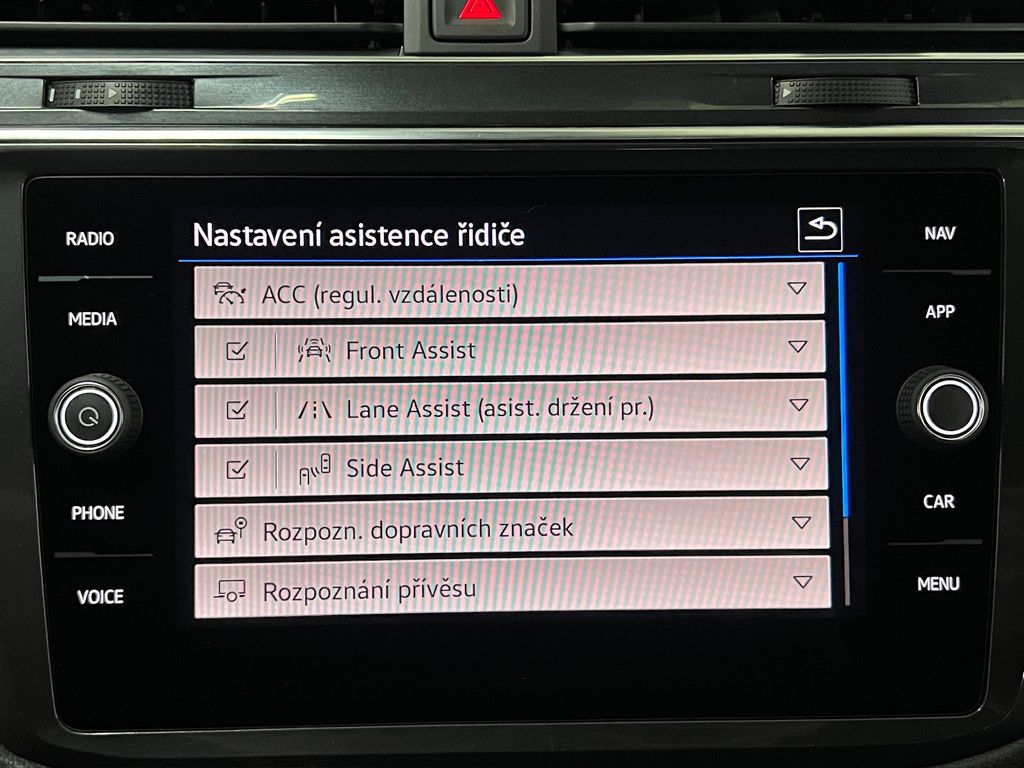 Nastavení asistence řidiče
RADIO
NAV
ACC (regul. vzdálenosti)
MEDIA
APP
Front Assist
Lane Assist (asist. držení pr.)
Side Assist
PHONE
CAR
Rozpozn. dopravních značek
VOICE
MENU
Rozpoznání přívěsu